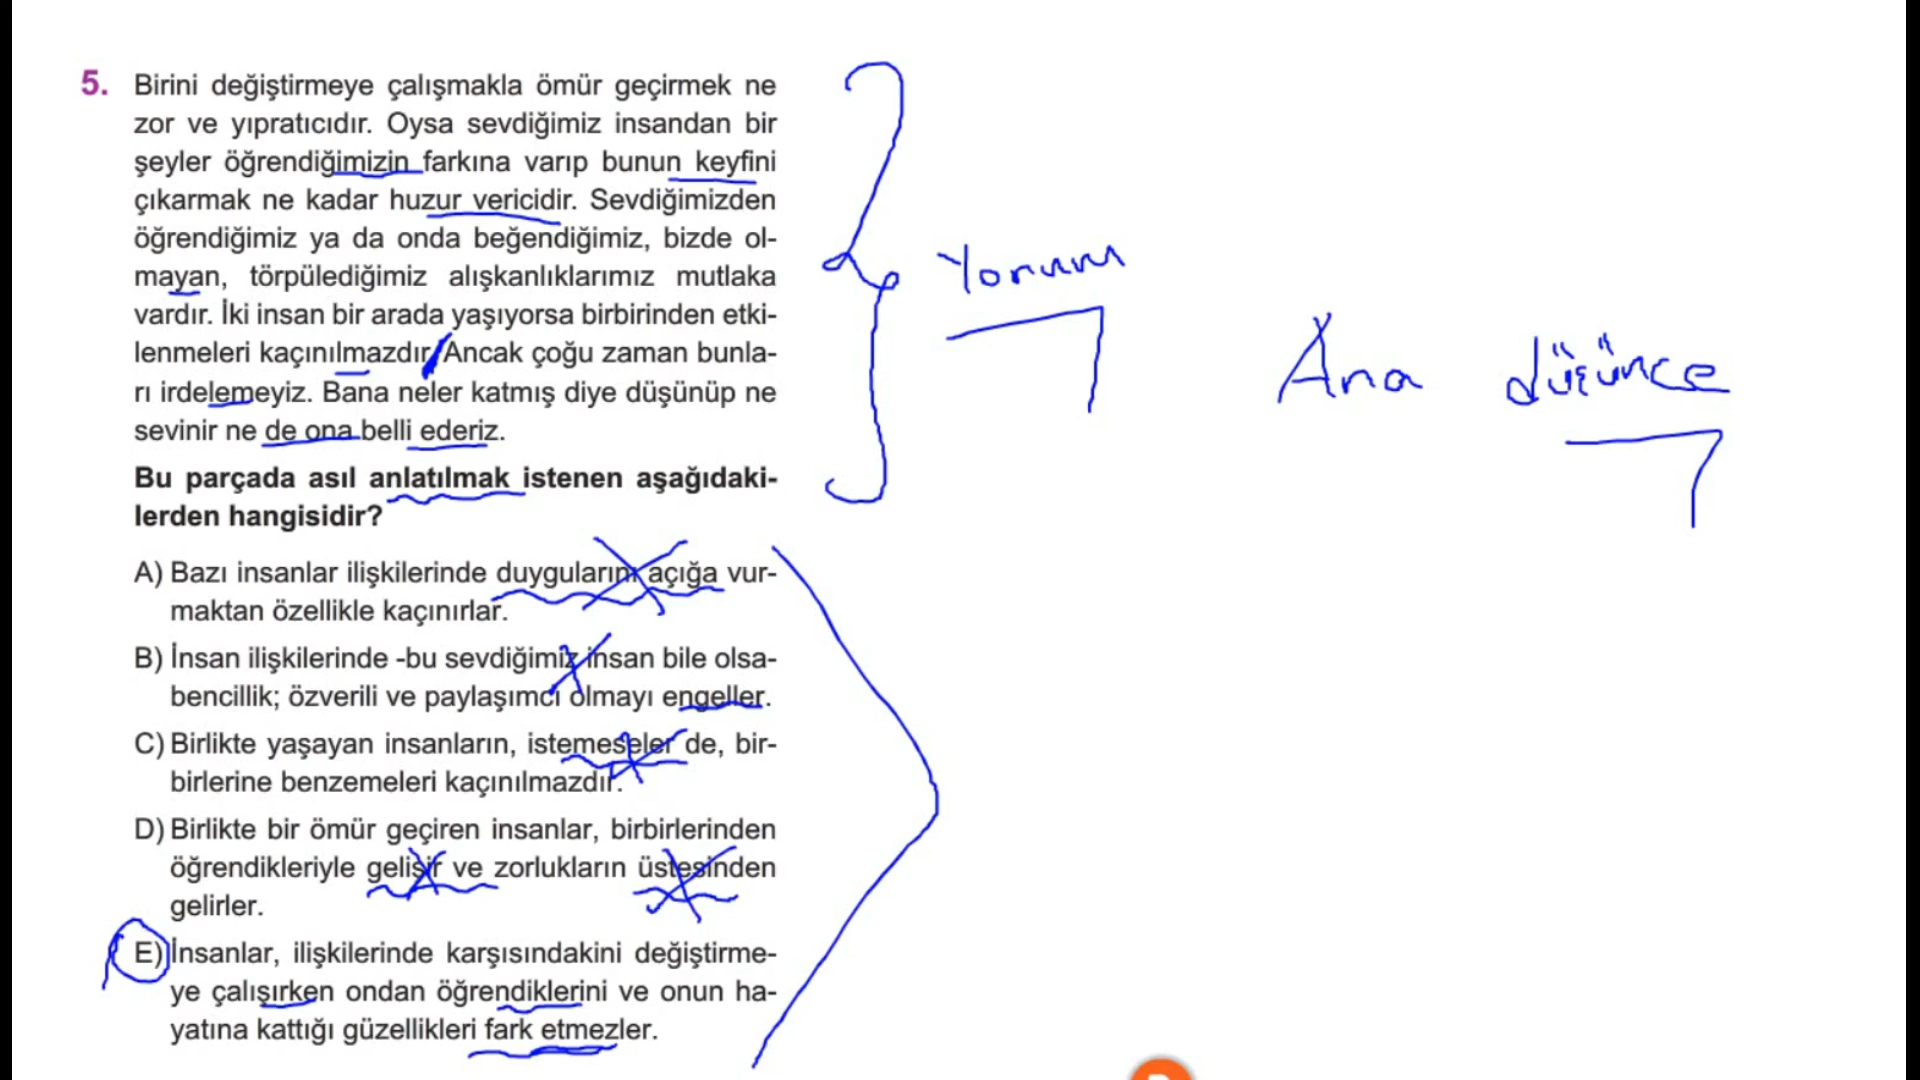 5. Birini değiştirmeye çalışmakla ömür geçirmek ne
zor ve yıpratıcıdır. Oysa sevdiğimiz insandan bir
şeyler öğrendiğimizin farkına varıp bunun keyfini
çıkarmak ne kadar huzur vericidir. Sevdiğimizden
öğrendiğimiz ya da onda beğendiğimiz, bizde ol-
mayan, törpülediğimiz alışkanlıklarımız mutlaka
vardır. İki insan bir arada yaşıyorsa birbirinden etki-
lenmeleri kaçınılmazdır. Ancak çoğu zaman bunla-
rı irdelemeyiz. Bana neler katmış diye düşünüp ne
sevinir ne de ona belli ederiz.
Bu parçada asıl anlatılmak istenen aşağıdaki-
lerden hangisidir?
A) Bazı insanlar ilişkilerinde duygularını açığa vur-
maktan özellikle kaçınırlar.
B) İnsan ilişkilerinde -bu sevdiğimiz insan bile olsa-
bencillik; özverili ve paylaşımcı olmayı engeller.
C) Birlikte yaşayan insanların, istemeseler de, bir-
birlerine benzemeleri kaçınılmazdır.
D) Birlikte bir ömür geçiren insanlar, birbirlerinden
öğrendikleriyle gelişir ve zorlukların üstesinden
gelirler.
E) İnsanlar, ilişkilerinde karşısındakini değiştirme-
ye çalışırken ondan öğrendiklerini ve onun ha-
yatına kattığı güzellikleri fark etmezler.
Yorum
Ana düşünce